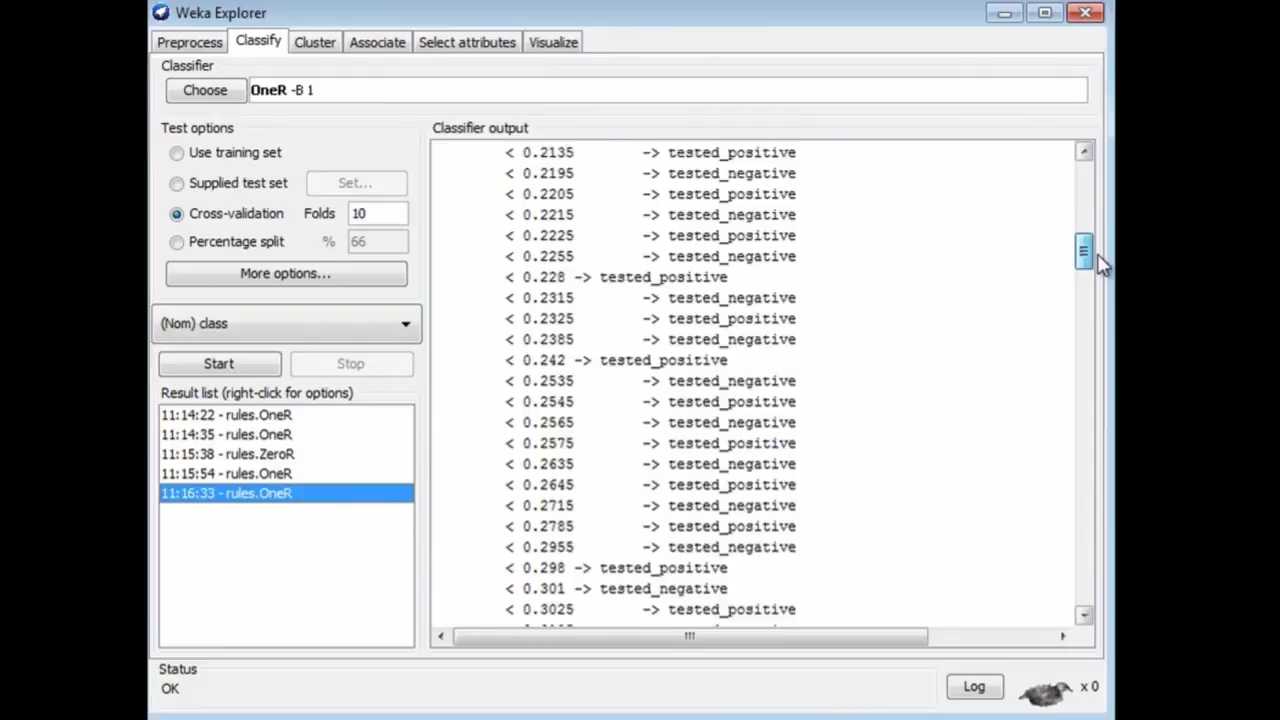 Weka Explorer
Preprocess Classify Cluster Associate Select attributes Visualize
Classifier
Choose OneR -B 1
Test options
Use training set
Supplied test set Set...
Cross-validation Folds 10
Percentage split % 66
More options...
(Nom) class
Start Stop
Result list (right-click for options)
11:14:22 - rules.OneR
11:14:35 - rules.OneR
11:15:38 - rules.ZeroR
11:15:54 - rules.OneR
11:16:33 - rules.OneR
Classifier output
< 0.2135 -> tested_positive
< 0.2195 -> tested_negative
< 0.2205 -> tested_positive
< 0.2215 -> tested_negative
< 0.2225 -> tested_positive
< 0.2255 -> tested_negative
< 0.228 -> tested_positive
< 0.2315 -> tested_negative
< 0.2325 -> tested_positive
< 0.2385 -> tested_negative
< 0.242 -> tested_positive
< 0.2535 -> tested_negative
< 0.2545 -> tested_positive
< 0.2565 -> tested_negative
< 0.2575 -> tested_positive
< 0.2635 -> tested_negative
< 0.2645 -> tested_positive
< 0.2715 -> tested_negative
< 0.2785 -> tested_positive
< 0.2955 -> tested_negative
< 0.298 -> tested_positive
< 0.301 -> tested_negative
< 0.3025 -> tested_positive
Status
OK
Log x 0